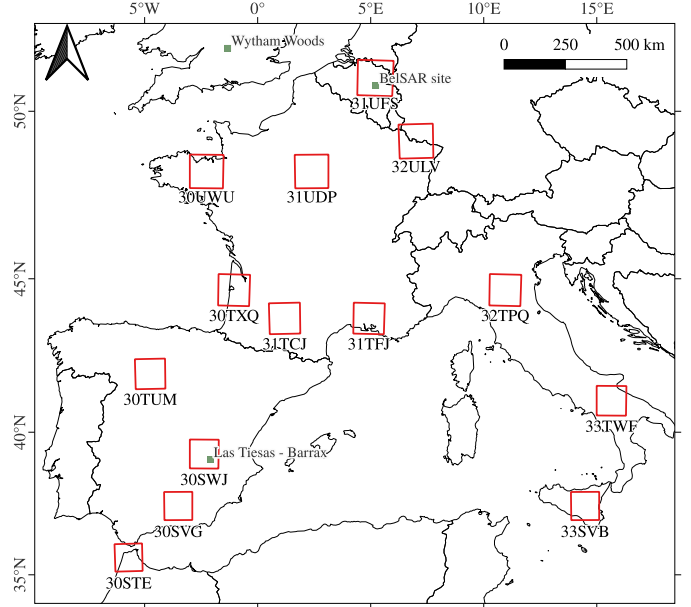 5°W 0° 5°E 10°E 15°E
Wytham Woods
0 250 500 km
BelSAR site
31UFS
50°N
32ULV
30UWU
31UDP
45°N
30TXQ
32TPQ
31TCJ
31TFJ
30TUM
33TWF
40°N
Las Tiesas - Barrax
30SWJ
30SVG
33SVB
30STE
35°N